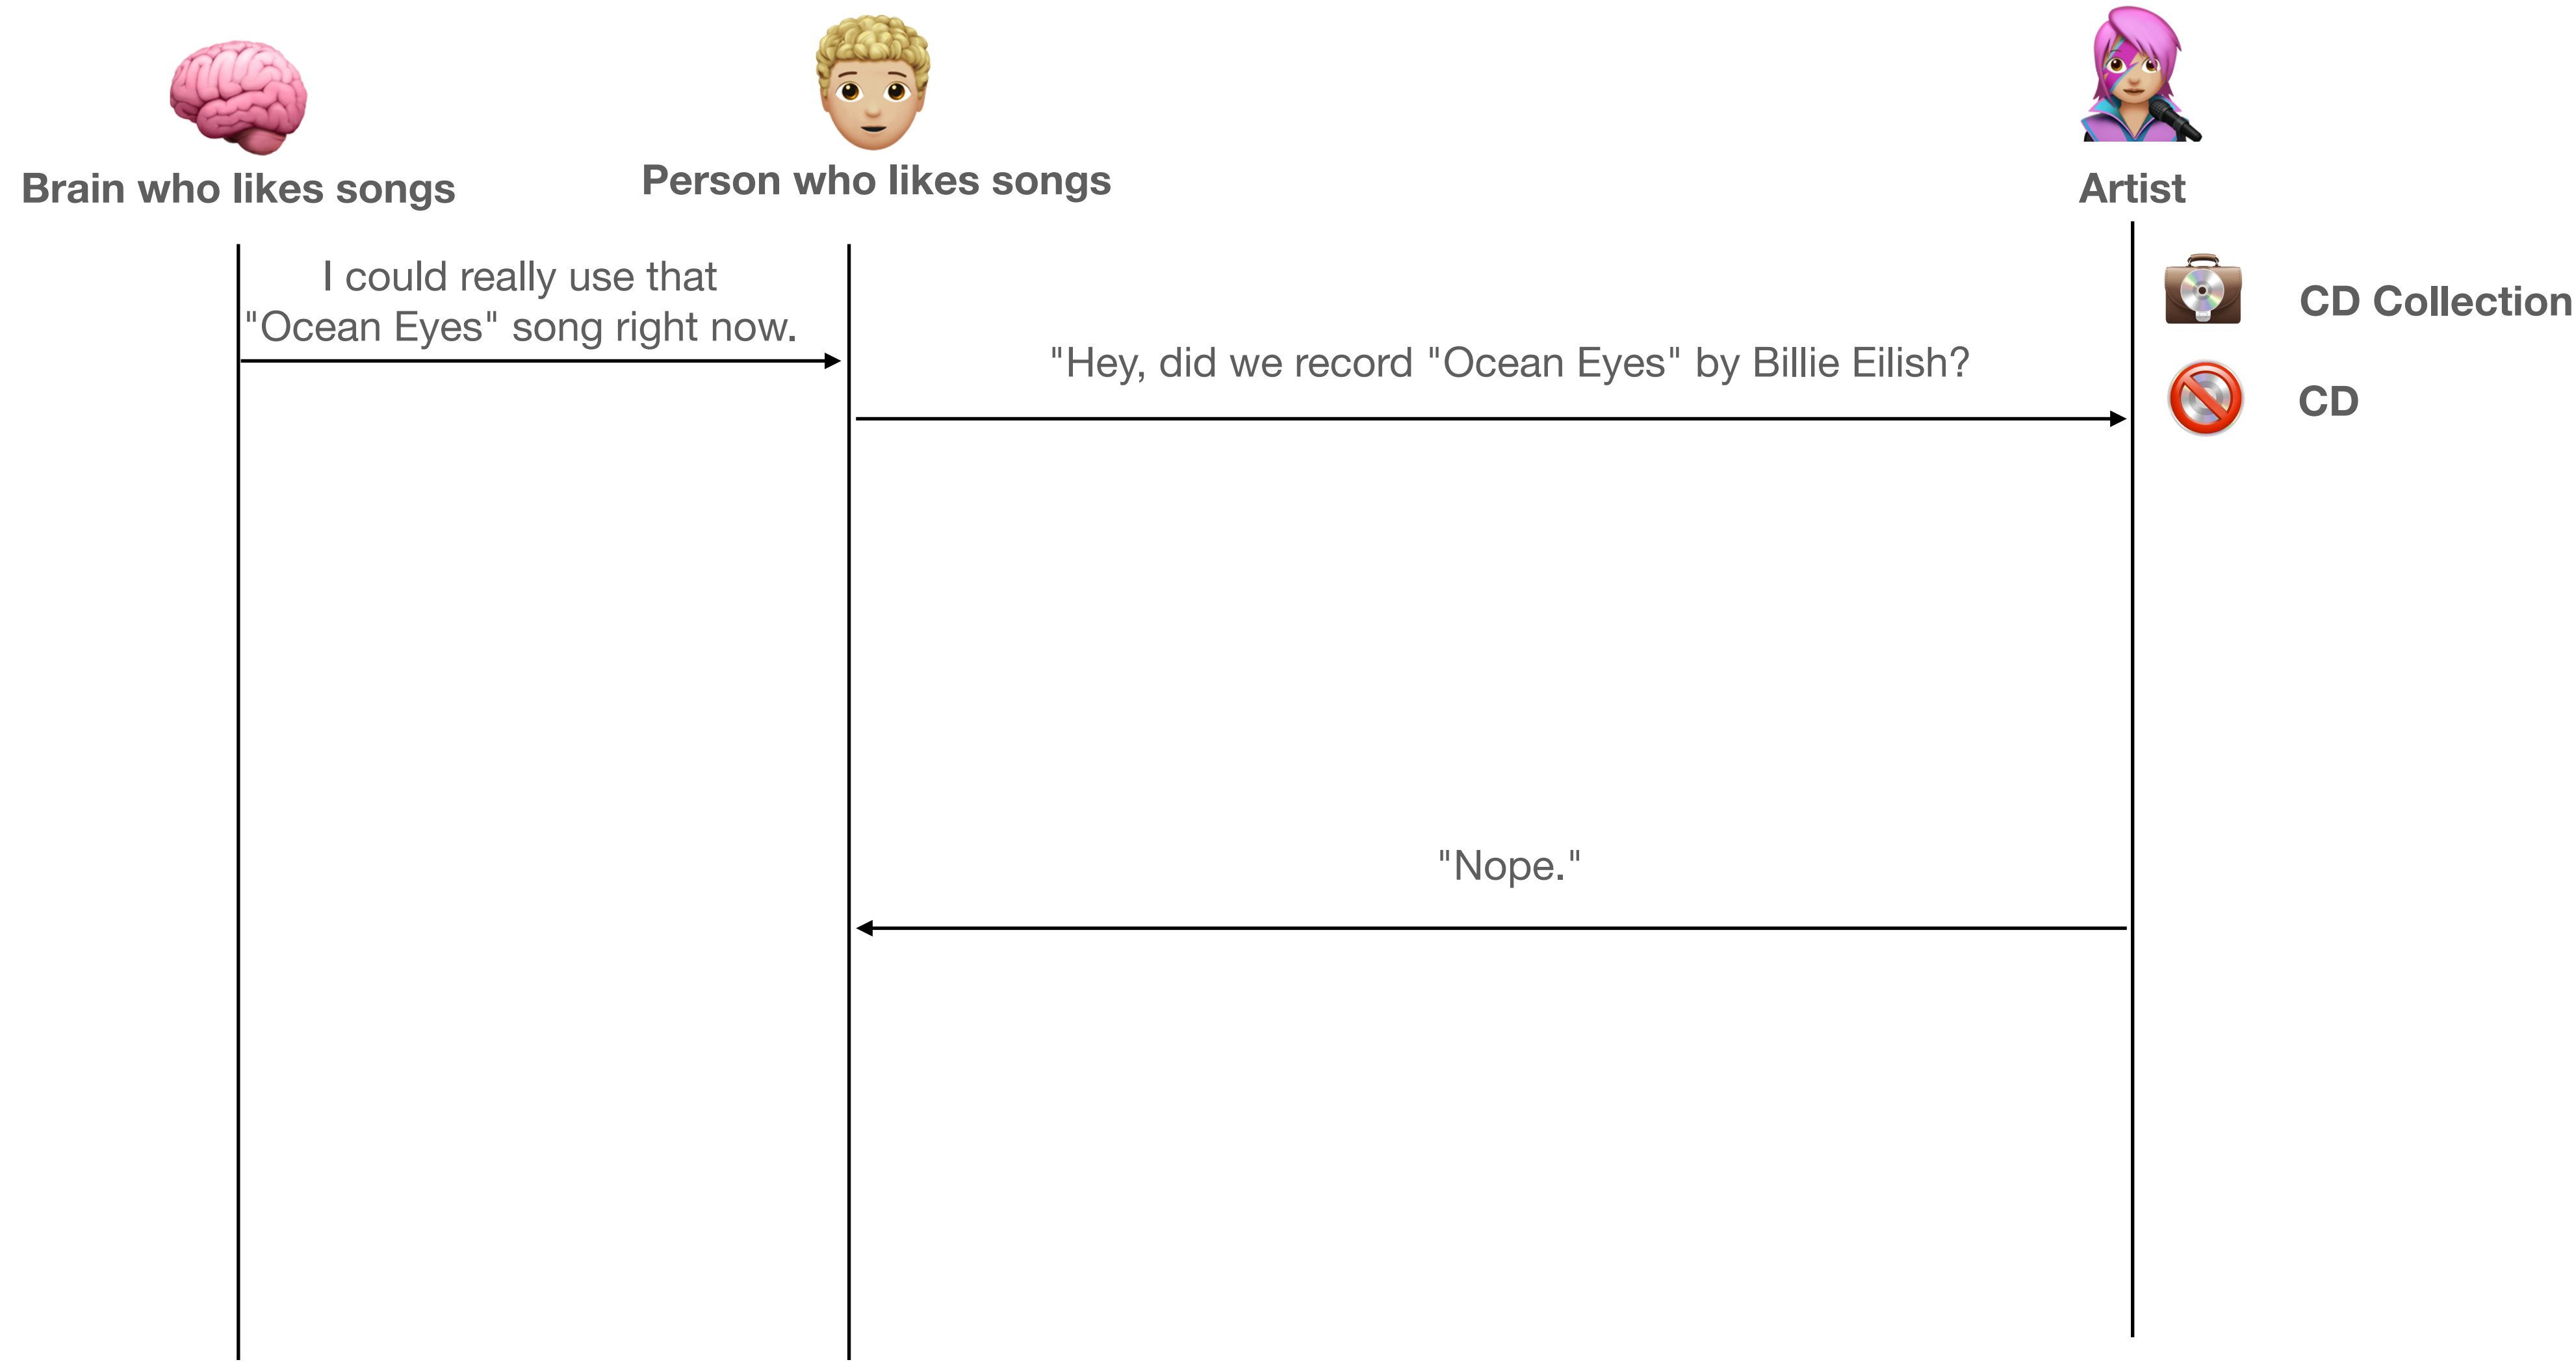 Brain who likes songs
Person who likes songs
Artist
I could really use that
"Ocean Eyes" song right now.
CD Collection
"Hey, did we record "Ocean Eyes" by Billie Eilish?
CD
"Nope."